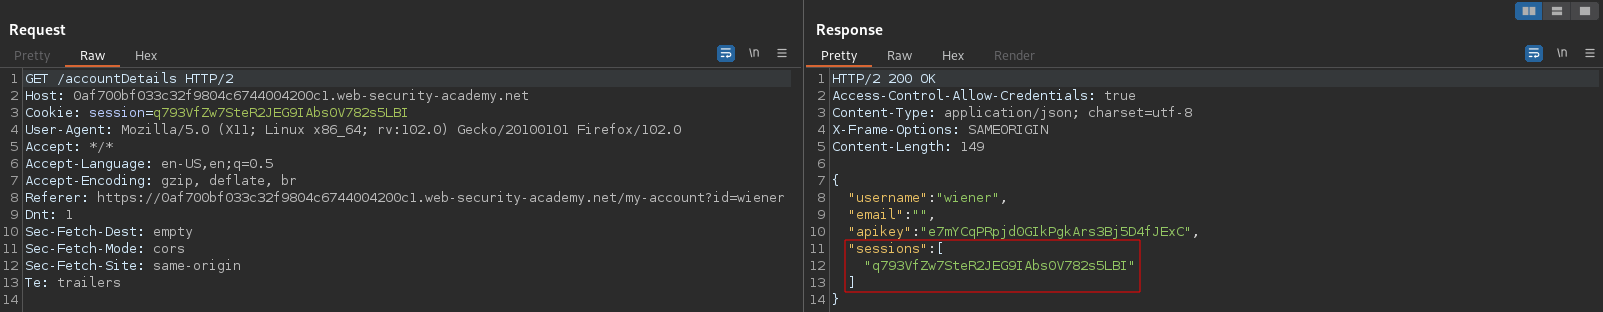 Request
Pretty Raw Hex \n
1 GET /accountDetails HTTP/2
2 Host: 0af700bf033c32f9804c6744004200c1.web-security-academy.net
3 Cookie: session=q793VfZw7SteR2JEG9IAbs0V782s5LBI
4 User-Agent: Mozilla/5.0 (X11; Linux x86_64; rv:102.0) Gecko/20100101 Firefox/102.0
5 Accept: */*
6 Accept-Language: en-US,en;q=0.5
7 Accept-Encoding: gzip, deflate, br
8 Referer: https://0af700bf033c32f9804c6744004200c1.web-security-academy.net/my-account?id=wiener
9 Dnt: 1
10 Sec-Fetch-Dest: empty
11 Sec-Fetch-Mode: cors
12 Sec-Fetch-Site: same-origin
13 Te: trailers
14
Response
Pretty Raw Hex Render \n
1 HTTP/2 200 OK
2 Access-Control-Allow-Credentials: true
3 Content-Type: application/json; charset=utf-8
4 X-Frame-Options: SAMEORIGIN
5 Content-Length: 149
6
7 {
8 "username":"wiener",
9 "email":"",
10 "apikey":"e7mYCqPRpjdOGIkPgkArs3Bj5D4fJExC",
11 "sessions":[
12 "q793VfZw7SteR2JEG9IAbs0V782s5LBI"
13 ]
14 }